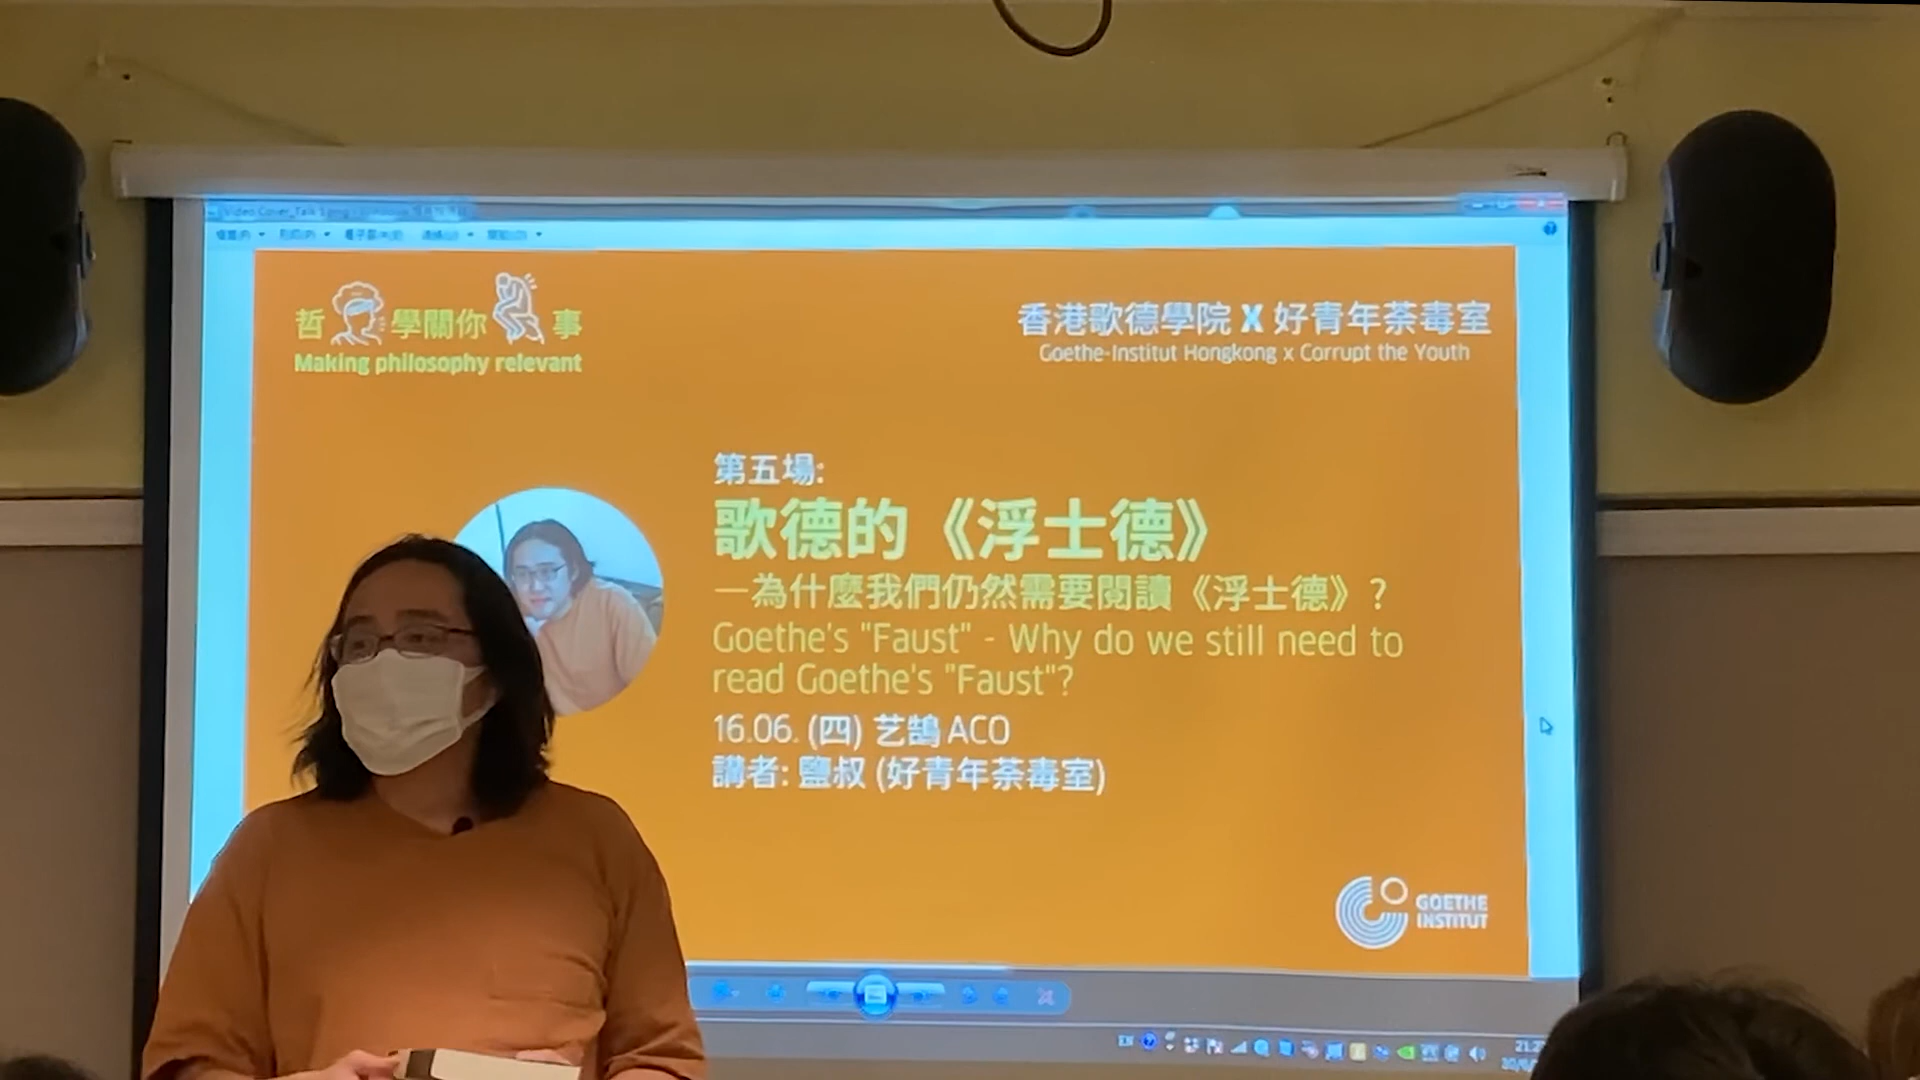 哲學關你事
Making philosophy relevant
香港歌德學院 X 好青年荼毒室
Goethe-Institut Hongkong x Corrupt the Youth
第五場:
歌德的《浮士德》
—為什麼我們仍然需要閱讀《浮士德》?
Goethe's "Faust" - Why do we still need to
read Goethe's "Faust"?
16.06. (四) 艺鵠 ACO
講者: 鹽叔 (好青年荼毒室)
GOETHE
INSTITUT
EN